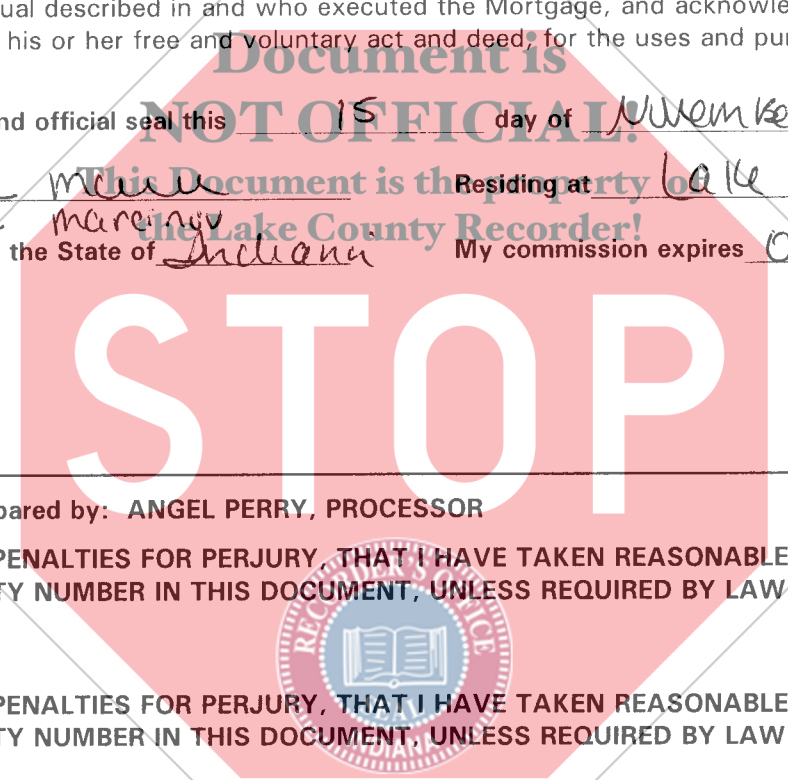 ual described in and who executed the Mortgage, and acknowle
his or her free and voluntary act and deed, for the uses and pur
Document is
NOT OFFICIAL!
This Document is the property of
the Lake County Recorder!
nd official seal this 15 day of
Residing at Lake
the State of Indiana My commission expires
STOP
pared by: ANGEL PERRY, PROCESSOR
PENALTIES FOR PERJURY, THAT I HAVE TAKEN REASONABLE
TY NUMBER IN THIS DOCUMENT, UNLESS REQUIRED BY LAW
RECORDER'S OFFICE
SEAL
INDIANA
PENALTIES FOR PERJURY, THAT I HAVE TAKEN REASONABLE
TY NUMBER IN THIS DOCUMENT, UNLESS REQUIRED BY LAW